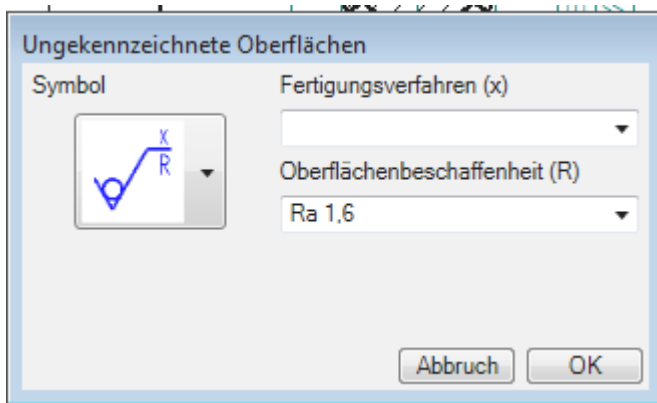 Ungekennzeichnete Oberflächen
Symbol
Fertigungsverfahren (x)
x
R
Oberflächenbeschaffenheit (R)
Ra 1,6
Abbruch
OK